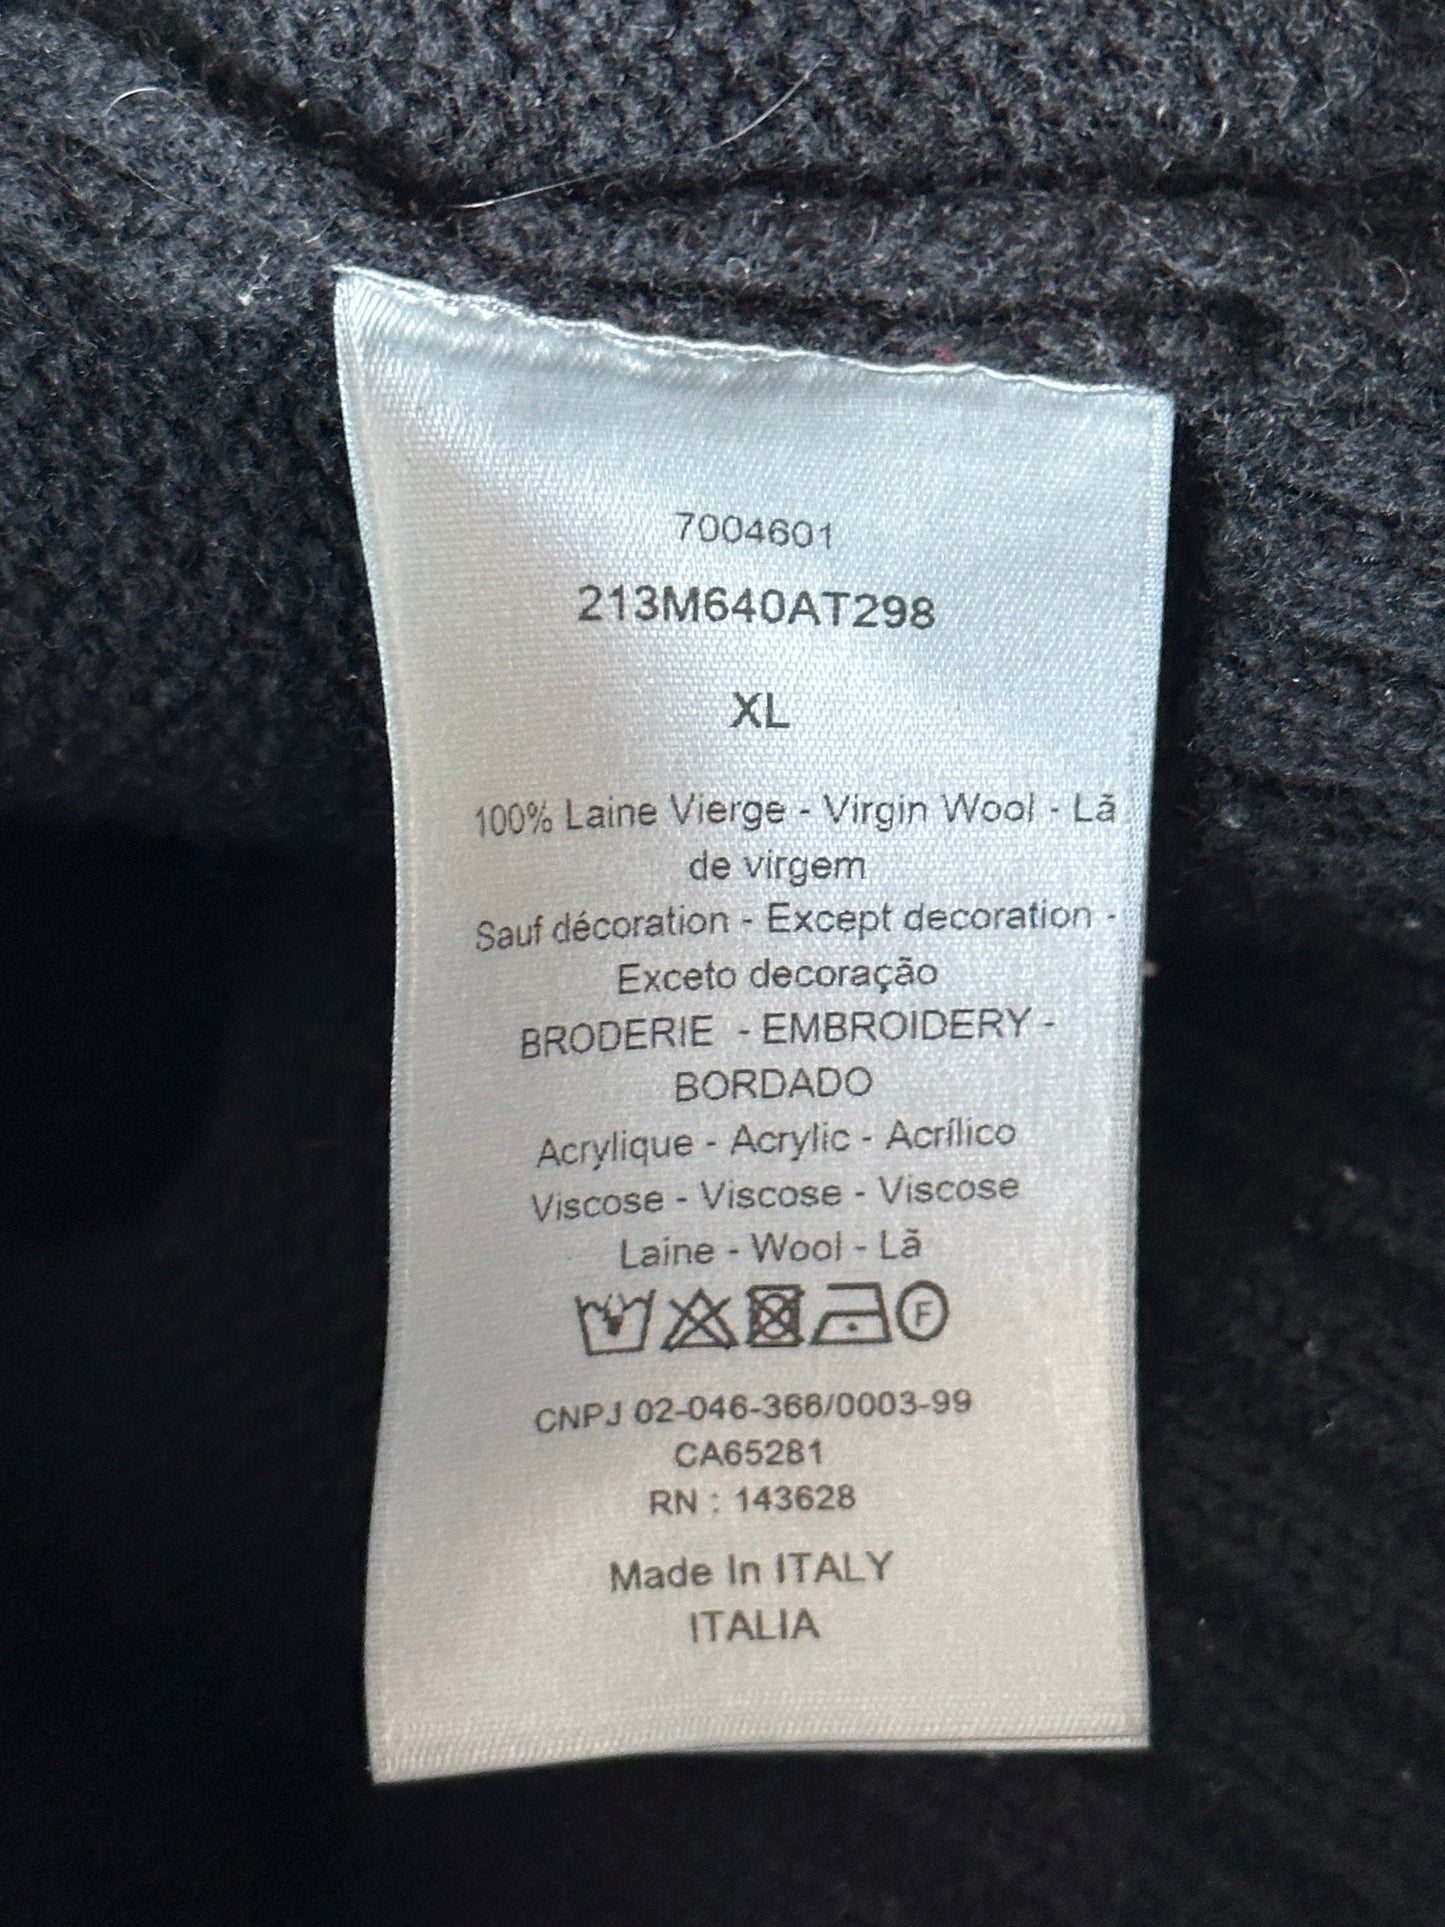 7004601
213M640AT298
XL
100% Laine Vierge - Virgin Wool - Lã
de virgem
Sauf décoration - Except decoration -
Exceto decoração
BRODERIE - EMBROIDERY -
BORDADO
Acrylique - Acrylic - Acrílico
Viscose - Viscose - Viscose
Laine - Wool - Lã
F
CNPJ 02-046-366/0003-99
CA65281
RN : 143628
Made In ITALY
ITALIA